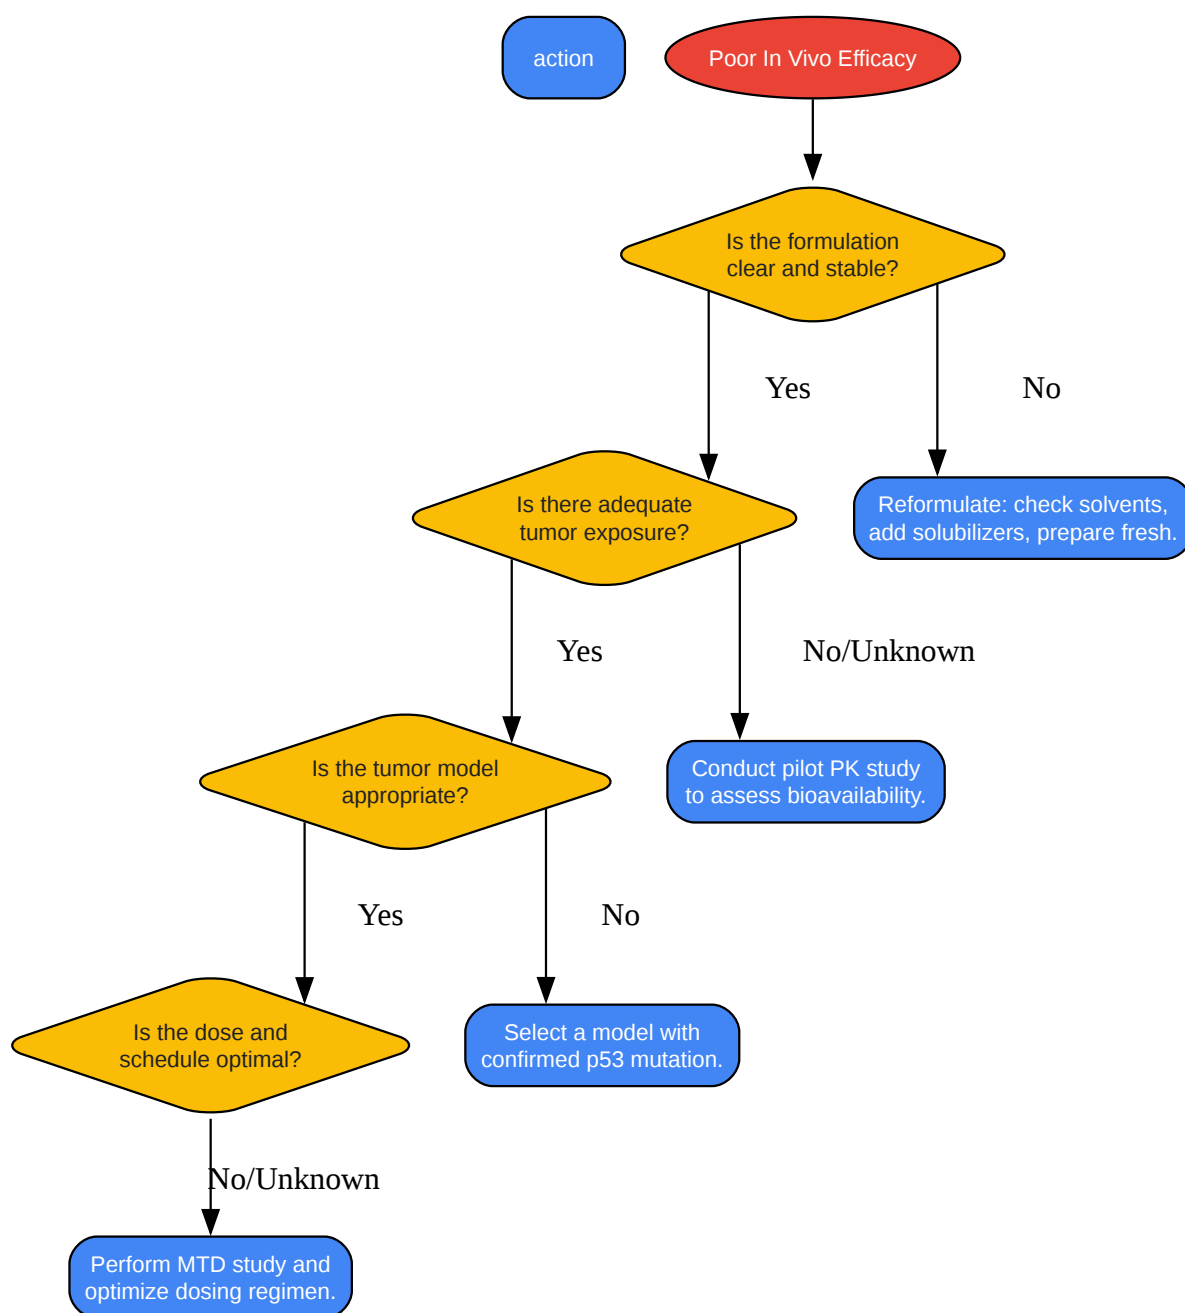 action
Poor In Vivo Efficacy
Is the formulation
clear and stable?
Yes
No
Is there adequate
tumor exposure?
Reformulate: check solvents,
add solubilizers, prepare fresh.
Yes
No/Unknown
Is the tumor model
appropriate?
Conduct pilot PK study
to assess bioavailability.
Yes
No
Is the dose and
schedule optimal?
Select a model with
confirmed p53 mutation.
No/Unknown
Perform MTD study and
optimize dosing regimen.